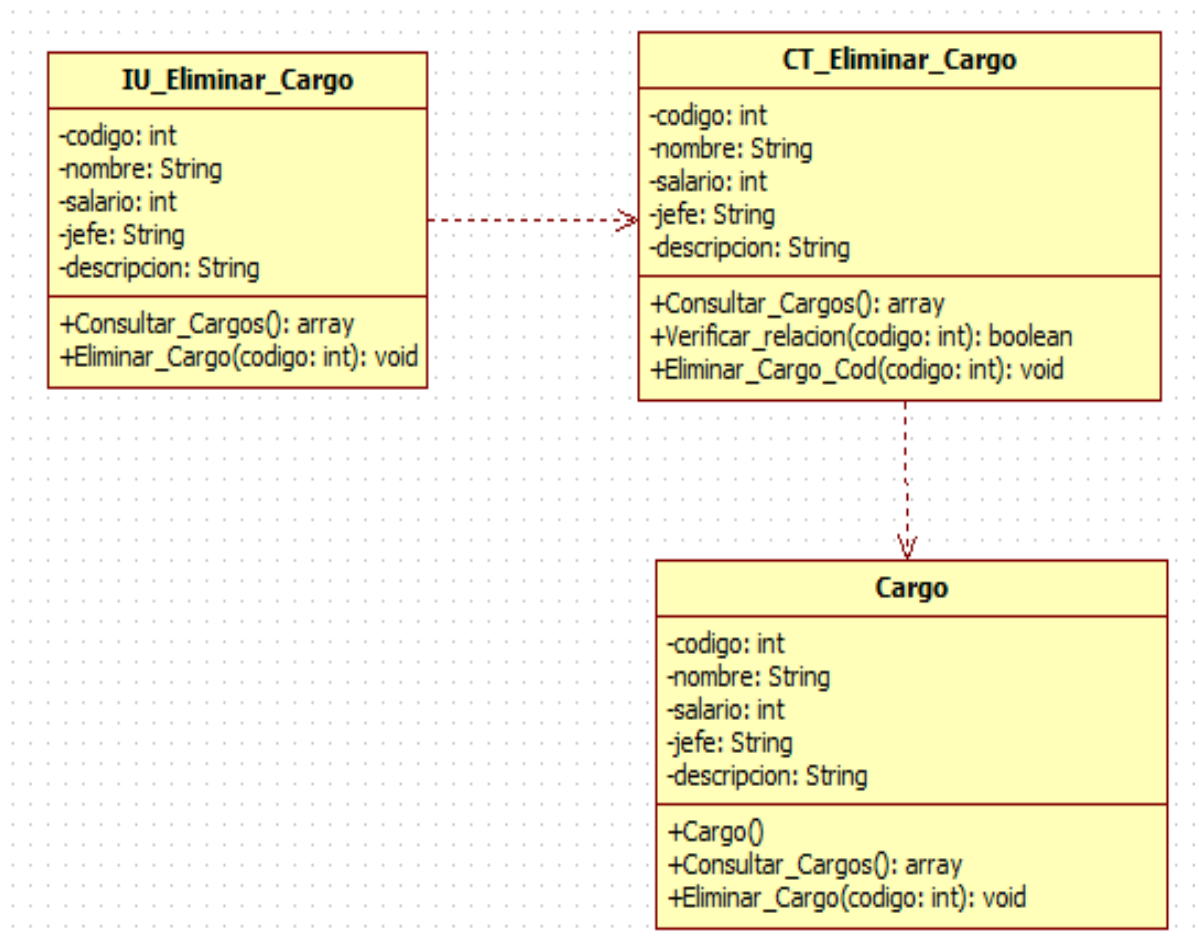 IU_Eliminar_Cargo
-codigo: int
-nombre: String
-salario: int
-jefe: String
-descripcion: String
+Consultar_Cargos(): array
+Eliminar_Cargo(codigo: int): void
CT_Eliminar_Cargo
-codigo: int
-nombre: String
-salario: int
-jefe: String
-descripcion: String
+Consultar_Cargos(): array
+Verificar_relacion(codigo: int): boolean
+Eliminar_Cargo_Cod(codigo: int): void
Cargo
-codigo: int
-nombre: String
-salario: int
-jefe: String
-descripcion: String
+Cargo()
+Consultar_Cargos(): array
+Eliminar_Cargo(codigo: int): void